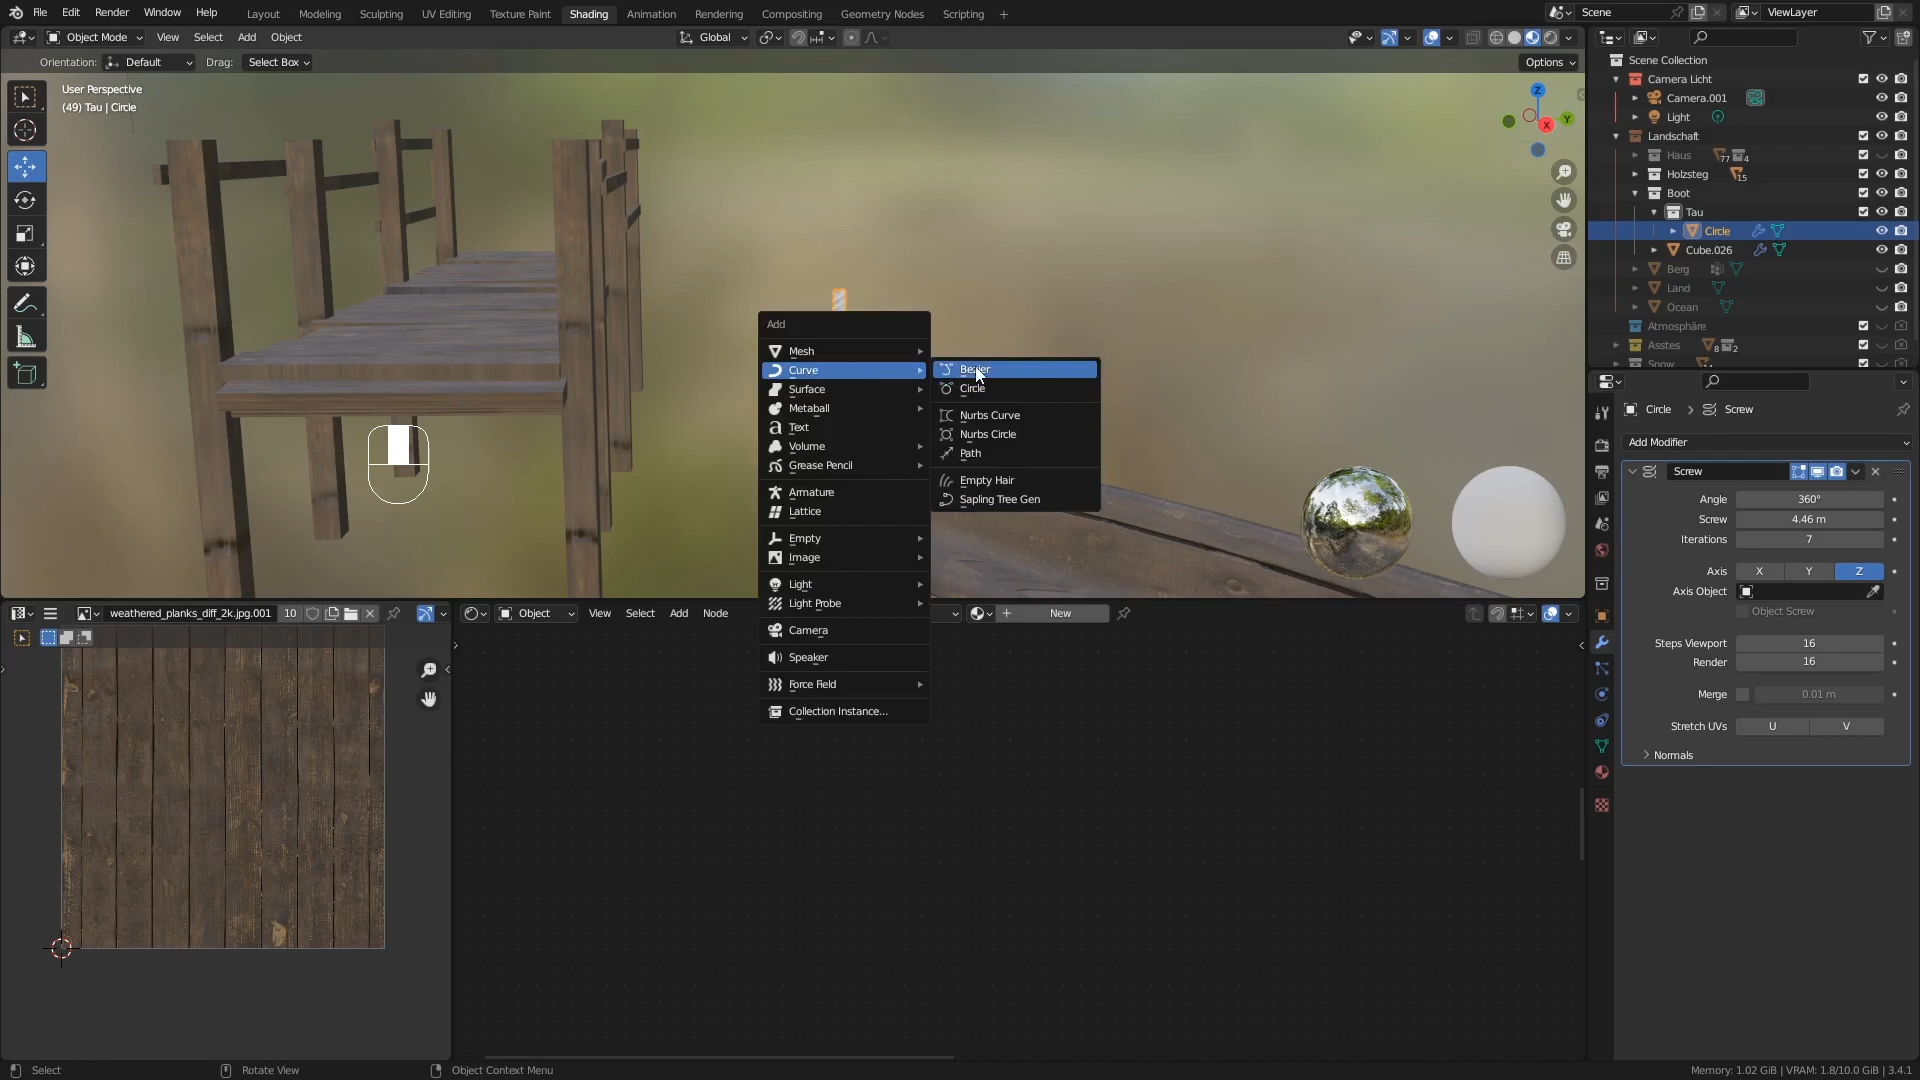 File Edit Render Window Help Layout Modeling Sculpting UV Editing Texture Paint Shading Animation Rendering Compositing Geometry Nodes Scripting + Scene ViewLayer
Object Mode View Select Add Object Global
Orientation: Default Drag: Select Box Options
User Perspective
(49) Tau | Circle
Z
Y
X
Add
Mesh
Curve
Surface
Metaball
Text
Volume
Grease Pencil
Armature
Lattice
Empty
Image
Light
Light Probe
Camera
Speaker
Force Field
Collection Instance...
Bezier
Circle
Nurbs Curve
Nurbs Circle
Path
Empty Hair
Sapling Tree Gen
Scene Collection
Camera Licht
Camera.001
Light
Landschaft
Haus 77 4
Holzsteg 15
Boot
Tau
Circle
Cube.026
Berg
Land
Ocean
Atmosphäre
Asstes 8 2
Snow
Circle > Screw
Add Modifier
Screw
Angle 360°
Screw 4.46 m
Iterations 7
Axis X Y Z
Axis Object
Object Screw
Steps Viewport 16
Render 16
Merge 0.01 m
Stretch UVs U V
Normals
weathered_planks_diff_2k.jpg.001 10
Object View Select Add Node New
Select Rotate View Object Context Menu Memory: 1.02 GiB | VRAM: 1.8/10.0 GiB | 3.4.1